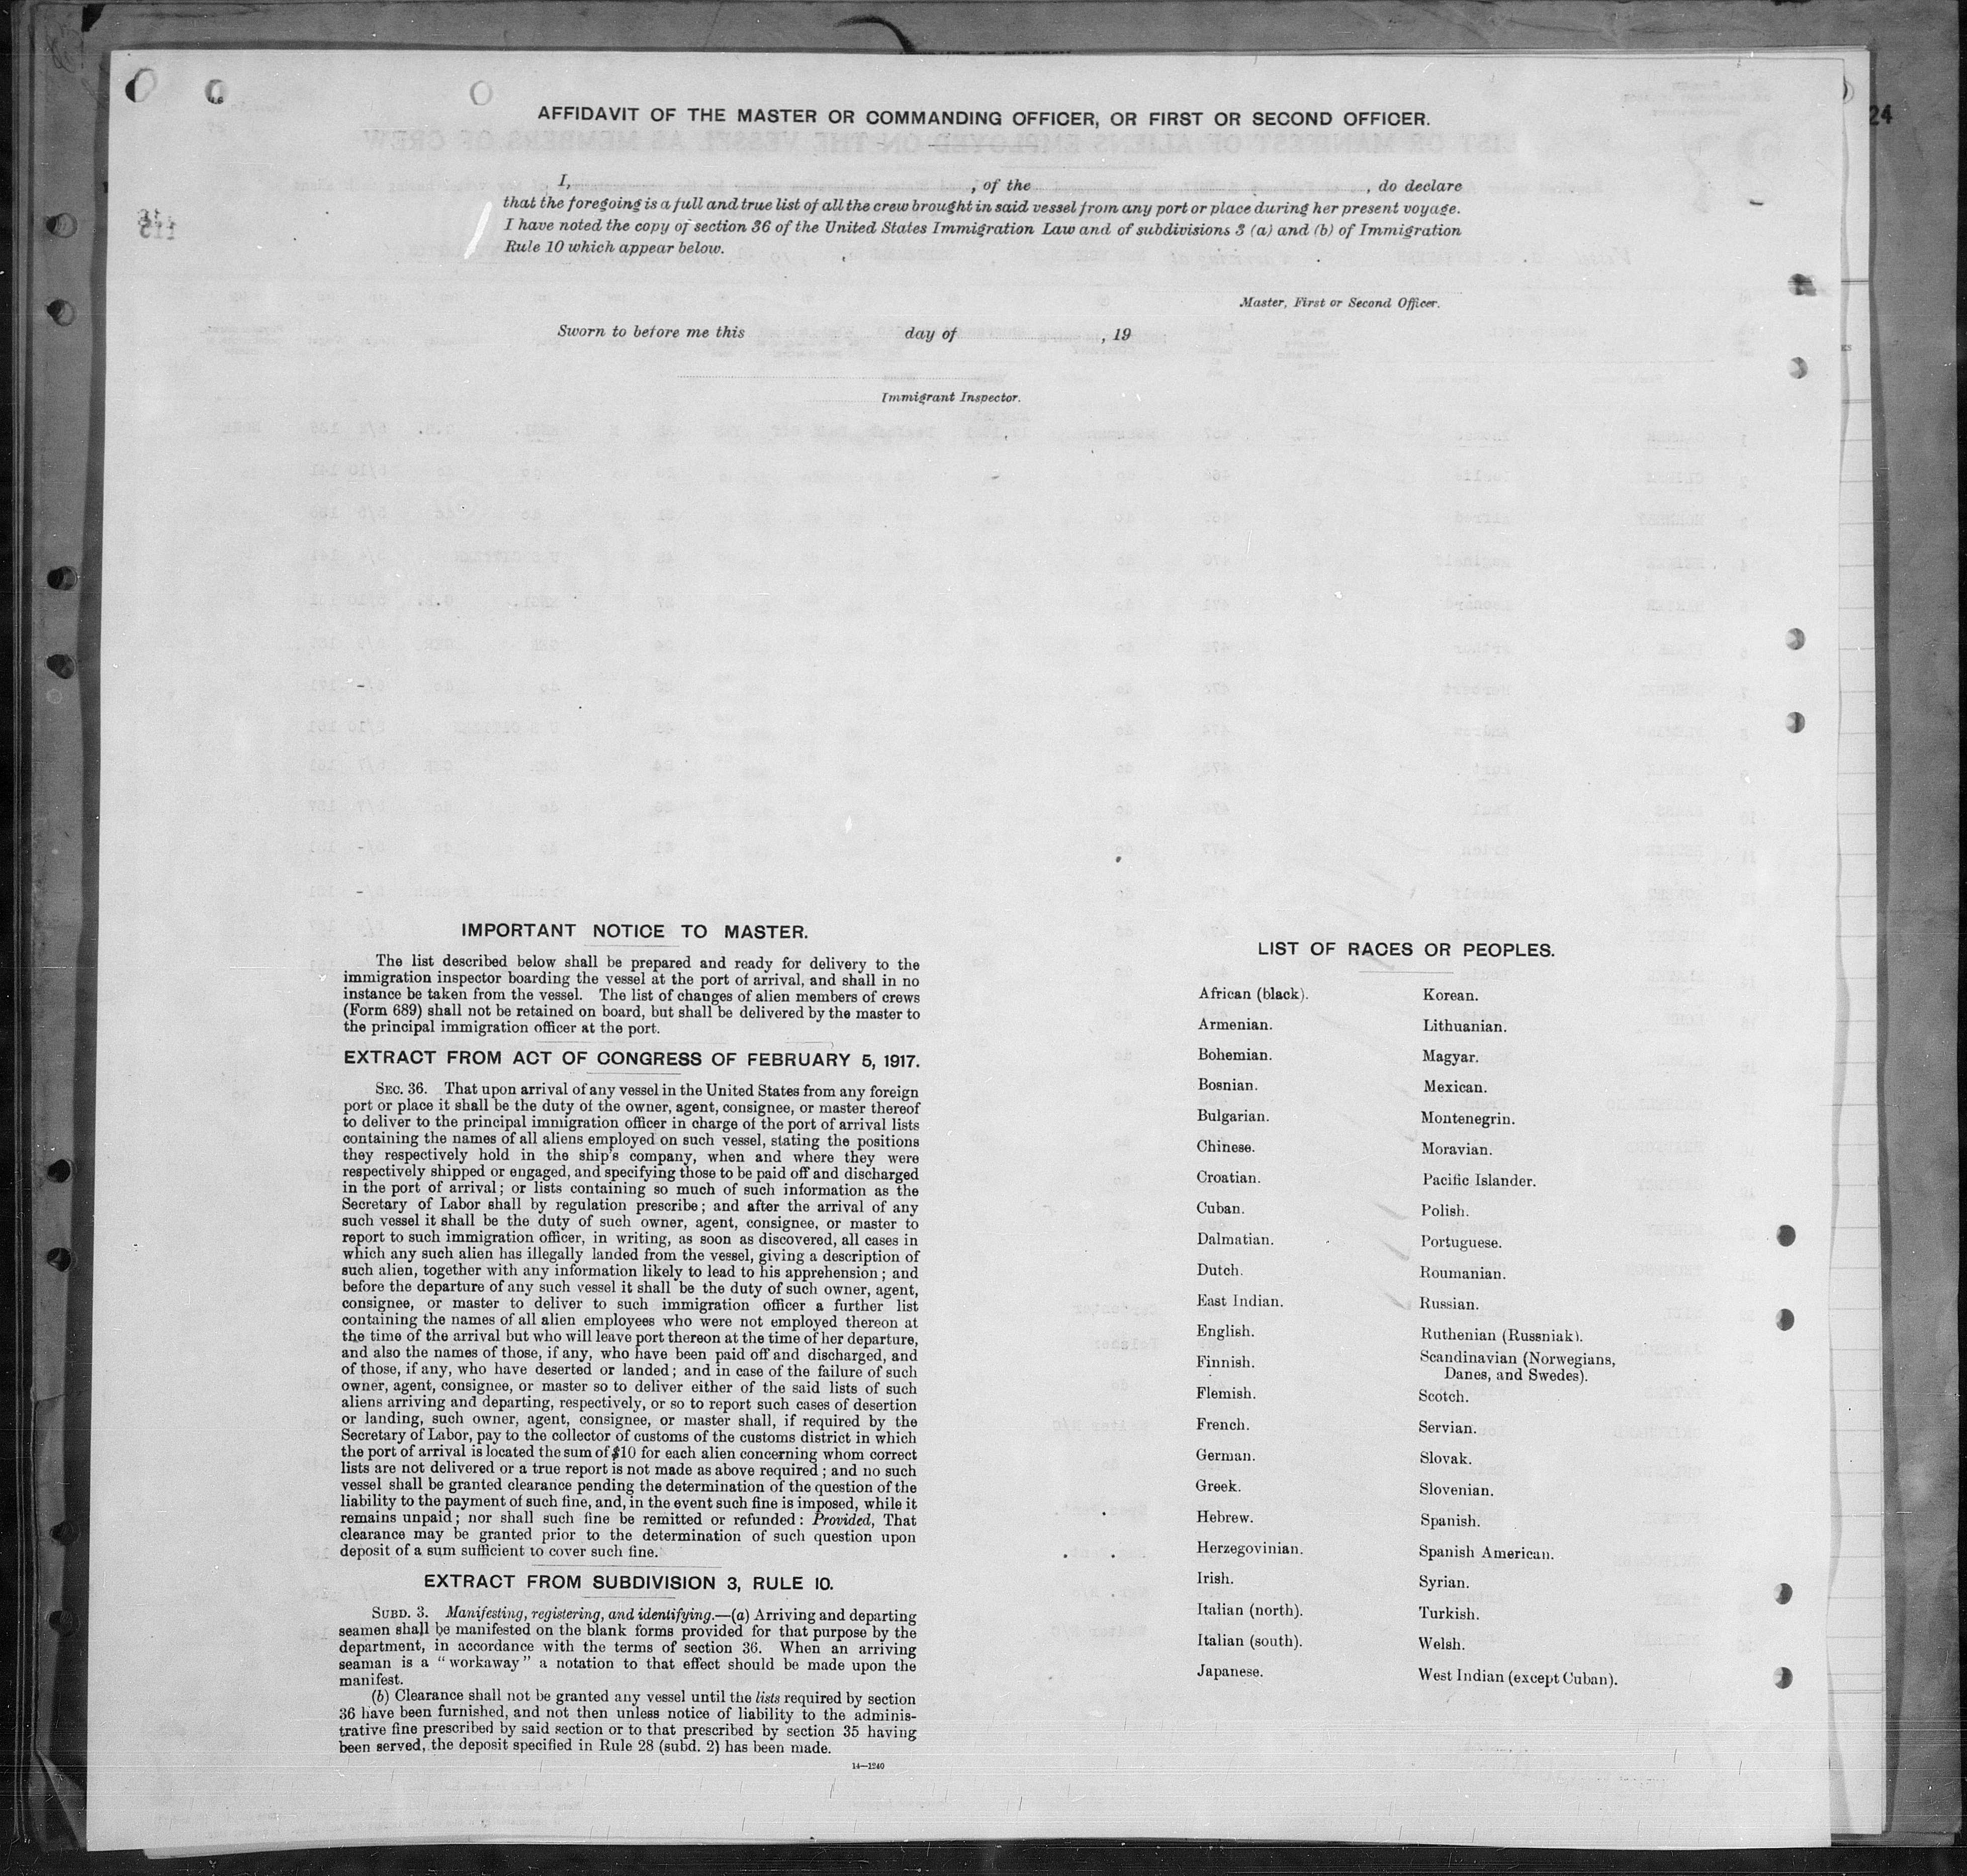 24
AFFIDAVIT OF THE MASTER OR COMMANDING OFFICER, OR FIRST OR SECOND OFFICER.
I, , of the , do declare
that the foregoing is a full and true list of all the crew brought in said vessel from any port or place during her present voyage.
I have noted the copy of section 36 of the United States Immigration Law and of subdivisions 3 (a) and (b) of Immigration
Rule 10 which appear below.
Master, First or Second Officer.
Sworn to before me this day of , 19
Immigrant Inspector.
IMPORTANT NOTICE TO MASTER.
The list described below shall be prepared and ready for delivery to the
immigration inspector boarding the vessel at the port of arrival, and shall in no
instance be taken from the vessel. The list of changes of alien members of crews
(Form 689) shall not be retained on board, but shall be delivered by the master to
the principal immigration officer at the port.
EXTRACT FROM ACT OF CONGRESS OF FEBRUARY 5, 1917.
SEC. 36. That upon arrival of any vessel in the United States from any foreign
port or place it shall be the duty of the owner, agent, consignee, or master thereof
to deliver to the principal immigration officer in charge of the port of arrival lists
containing the names of all aliens employed on such vessel, stating the positions
they respectively hold in the ship's company, when and where they were
respectively shipped or engaged, and specifying those to be paid off and discharged
in the port of arrival; or lists containing so much of such information as the
Secretary of Labor shall by regulation prescribe; and after the arrival of any
such vessel it shall be the duty of such owner, agent, consignee, or master to
report to such immigration officer, in writing, as soon as discovered, all cases in
which any such alien has illegally landed from the vessel, giving a description of
such alien, together with any information likely to lead to his apprehension; and
before the departure of any such vessel it shall be the duty of such owner, agent,
consignee, or master to deliver to such immigration officer a further list
containing the names of all alien employees who were not employed thereon at
the time of the arrival but who will leave port thereon at the time of her departure,
and also the names of those, if any, who have been paid off and discharged, and
of those, if any, who have deserted or landed; and in case of the failure of such
owner, agent, consignee, or master so to deliver either of the said lists of such
aliens arriving and departing, respectively, or so to report such cases of desertion
or landing, such owner, agent, consignee, or master shall, if required by the
Secretary of Labor, pay to the collector of customs of the customs district in which
the port of arrival is located the sum of $10 for each alien concerning whom correct
lists are not delivered or a true report is not made as above required; and no such
vessel shall be granted clearance pending the determination of the question of the
liability to the payment of such fine, and, in the event such fine is imposed, while it
remains unpaid; nor shall such fine be remitted or refunded: Provided, That
clearance may be granted prior to the determination of such question upon
deposit of a sum sufficient to cover such fine.
EXTRACT FROM SUBDIVISION 3, RULE 10.
SUBD. 3. Manifesting, registering, and identifying.—(a) Arriving and departing
seamen shall be manifested on the blank forms provided for that purpose by the
department, in accordance with the terms of section 36. When an arriving
seaman is a "workaway" a notation to that effect should be made upon the
manifest.
(b) Clearance shall not be granted any vessel until the lists required by section
36 have been furnished, and not then unless notice of liability to the adminis-
trative fine prescribed by said section or to that prescribed by section 35 having
been served, the deposit specified in Rule 28 (subd. 2) has been made.
14—1240
LIST OF RACES OR PEOPLES.
African (black).
Armenian.
Bohemian.
Bosnian.
Bulgarian.
Chinese.
Croatian.
Cuban.
Dalmatian.
Dutch.
East Indian.
English.
Finnish.
Flemish.
French.
German.
Greek.
Hebrew.
Herzegovinian.
Irish.
Italian (north).
Italian (south).
Japanese.
Korean.
Lithuanian.
Magyar.
Mexican.
Montenegrin.
Moravian.
Pacific Islander.
Polish.
Portuguese.
Roumanian.
Russian.
Ruthenian (Russniak).
Scandinavian (Norwegians,
Danes, and Swedes).
Scotch.
Servian.
Slovak.
Slovenian.
Spanish.
Spanish American.
Syrian.
Turkish.
Welsh.
West Indian (except Cuban).